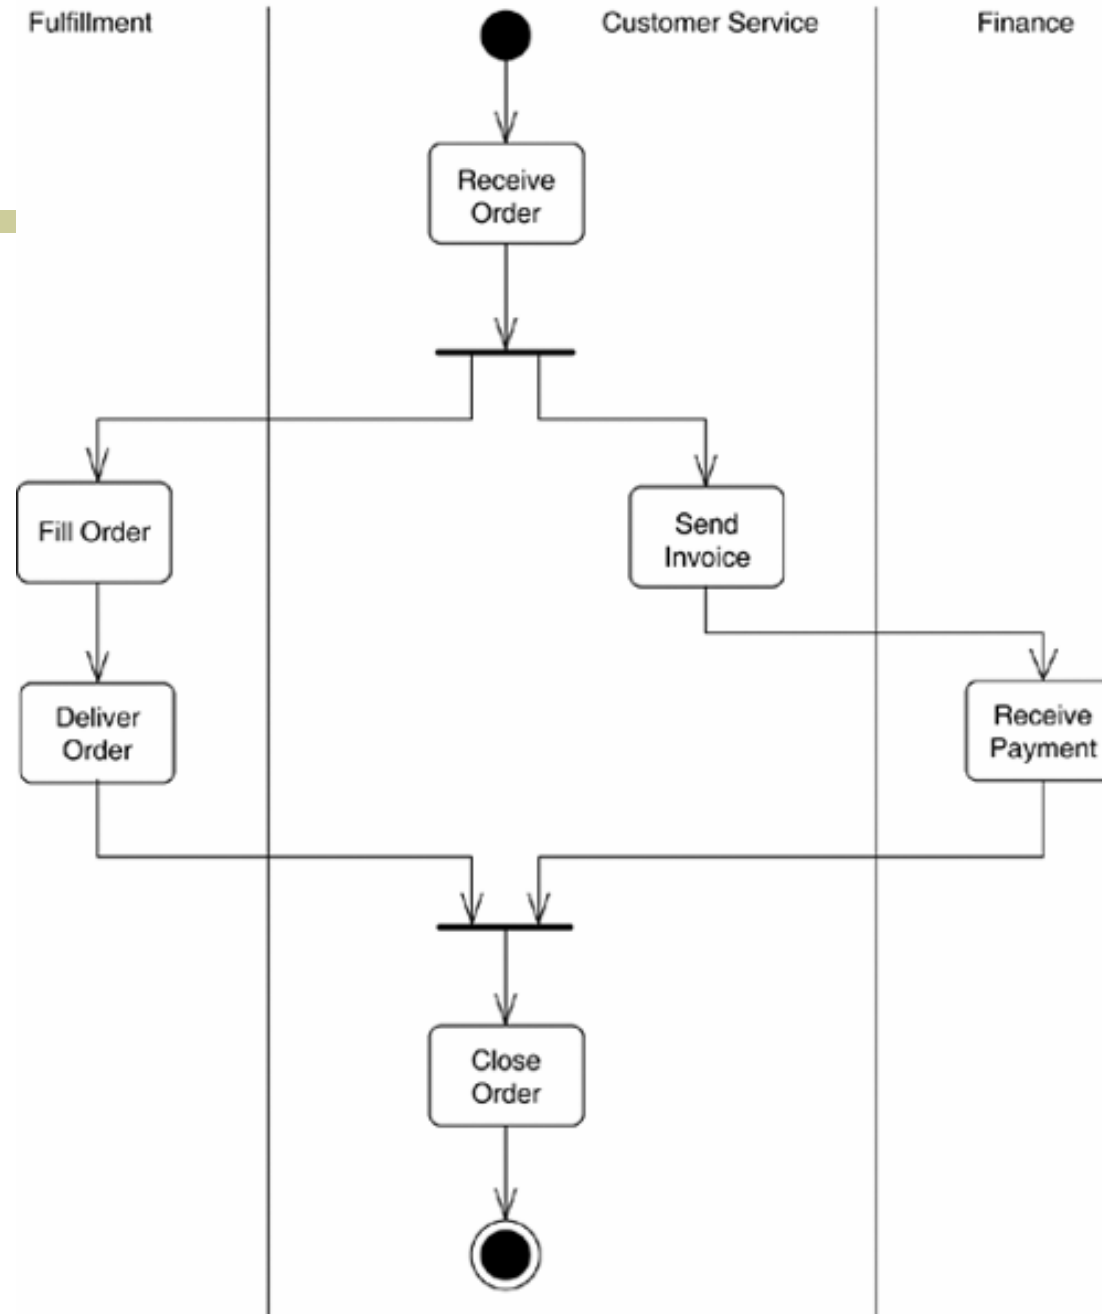 Fulfillment
Customer Service
Finance
Receive
Order
Fill Order
Send
Invoice
Deliver
Order
Receive
Payment
Close
Order